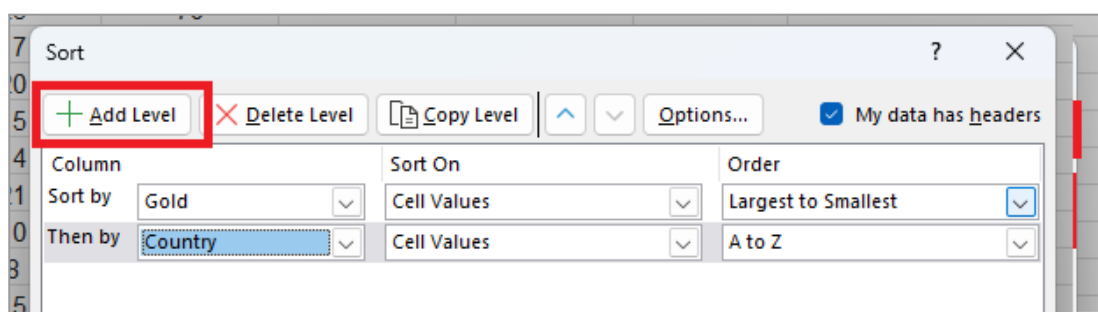 Sort ? ×
Add Level Delete Level Copy Level Options... My data has headers
Column Sort On Order
Sort by Gold Cell Values Largest to Smallest
Then by Country Cell Values A to Z